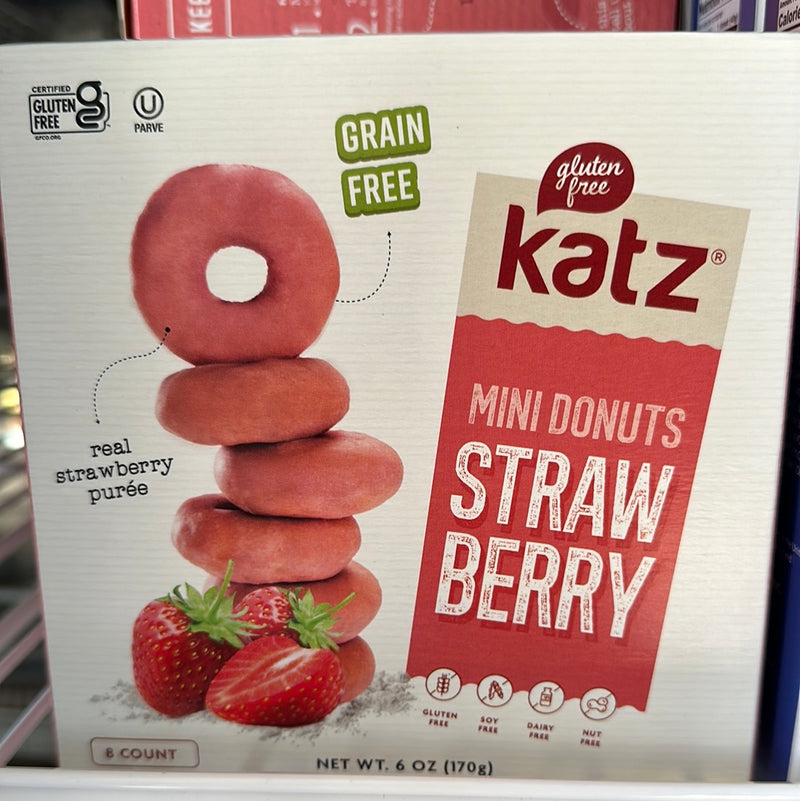 CERTIFIED
GLUTEN
FREE
GFCO.ORG
U
PARVE
GRAIN
FREE
gluten
free
katz®
MINI DONUTS
STRAW
BERRY
real
strawberry
purée
GLUTEN
FREE
SOY
FREE
DAIRY
FREE
NUT
FREE
8 COUNT
NET WT. 6 OZ (170g)